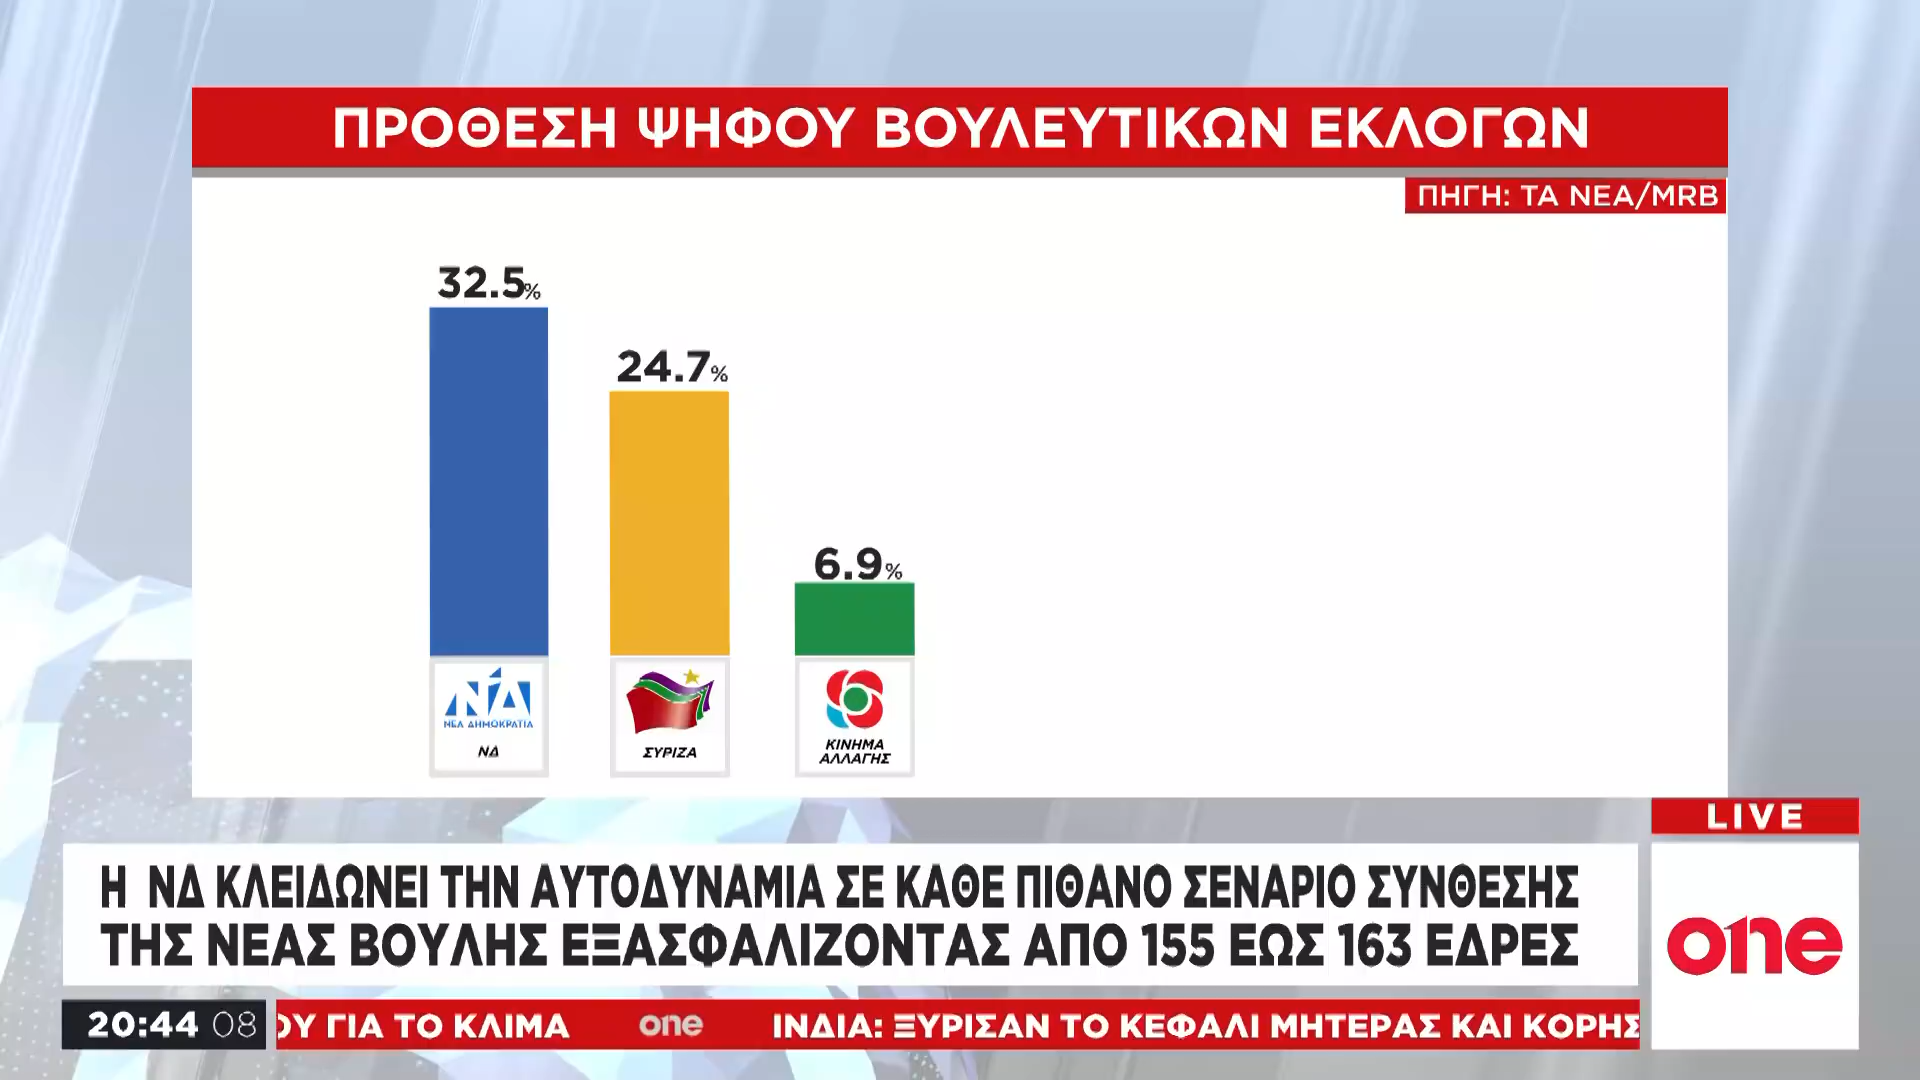 ΠΡΟΘΕΣΗ ΨΗΦΟΥ ΒΟΥΛΕΥΤΙΚΩΝ ΕΚΛΟΓΩΝ
ΠΗΓΗ: ΤΑ ΝΕΑ/MRB
32.5%
24.7%
6.9%
ΝΔ
ΝΕΑ ΔΗΜΟΚΡΑΤΙΑ
ΝΔ
ΣΥΡΙΖΑ
ΚΙΝΗΜΑ
ΑΛΛΑΓΗΣ
LIVE
Η ΝΔ ΚΛΕΙΔΩΝΕΙ ΤΗΝ ΑΥΤΟΔΥΝΑΜΙΑ ΣΕ ΚΑΘΕ ΠΙΘΑΝΟ ΣΕΝΑΡΙΟ ΣΥΝΘΕΣΗΣ
ΤΗΣ ΝΕΑΣ ΒΟΥΛΗΣ ΕΞΑΣΦΑΛΙΖΟΝΤΑΣ ΑΠΟ 155 ΕΩΣ 163 ΕΔΡΕΣ
one
20:44 08
ΟΥ ΓΙΑ ΤΟ ΚΛΙΜΑ one ΙΝΔΙΑ: ΞΥΡΙΣΑΝ ΤΟ ΚΕΦΑΛΙ ΜΗΤΕΡΑΣ ΚΑΙ ΚΟΡΗΣ